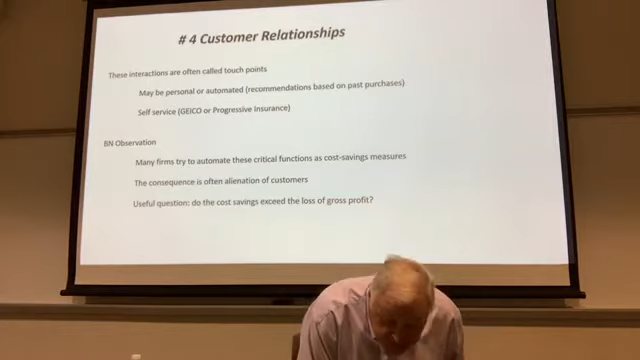 # 4 Customer Relationships
These interactions are often called touch points
May be personal or automated (recommendations based on past purchases)
Self service (GEICO or Progressive Insurance)
BN Observation
Many firms try to automate these critical functions as cost-savings measures
The consequence is often alienation of customers
Useful question: do the cost savings exceed the loss of gross profit?